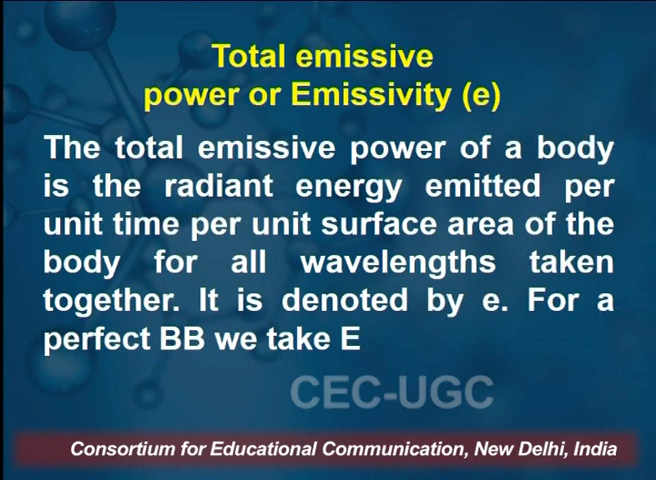 Total emissive
power or Emissivity (e)
The total emissive power of a body
is the radiant energy emitted per
unit time per unit surface area of the
body for all wavelengths taken
together. It is denoted by e. For a
perfect BB we take E
CEC-UGC
Consortium for Educational Communication, New Delhi, India